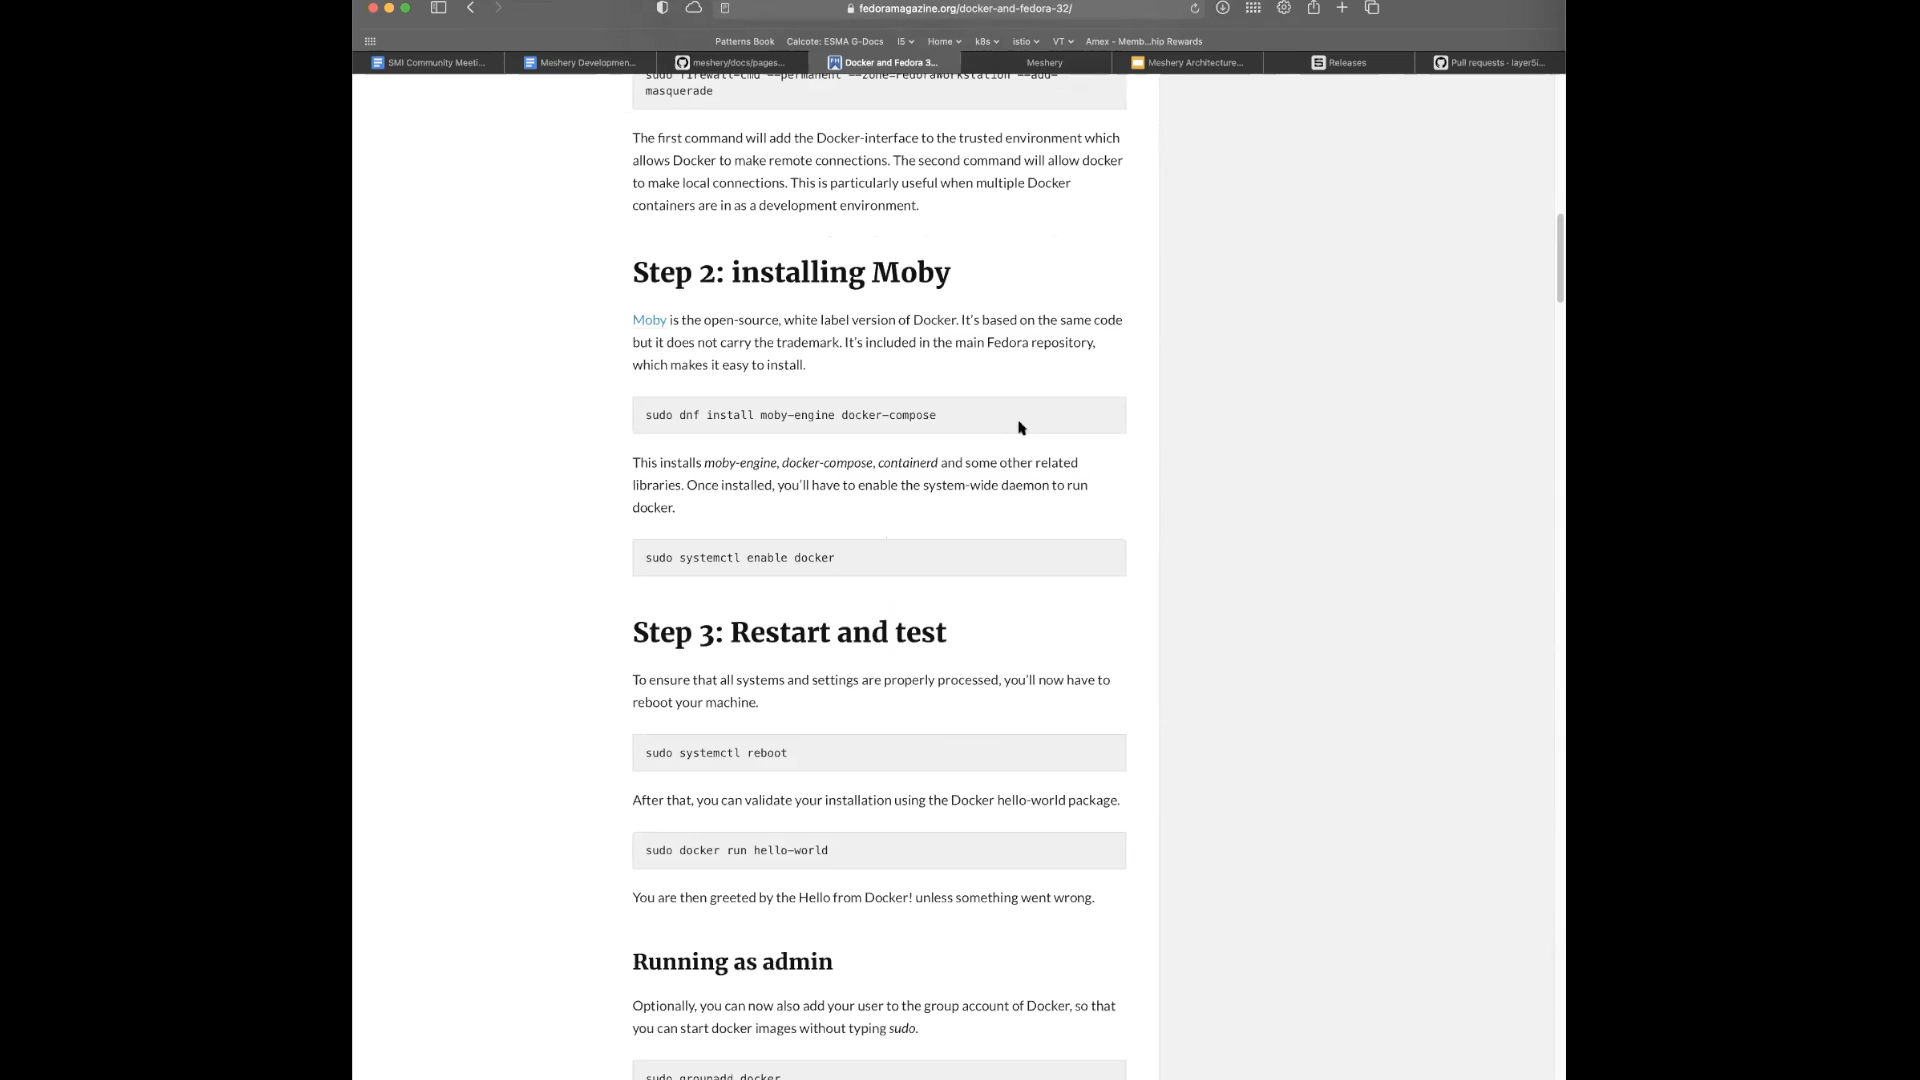 fedoramagazine.org/docker-and-fedora-32/
Patterns Book Calcote: ESMA G-Docs l5 Home k8s istio VT Amex - Memb...hip Rewards
SMI Community Meeti... Meshery Developmen... meshery/docs/pages... Docker and Fedora 3... Meshery Meshery Architecture... Releases Pull requests · layer5i...
sudo firewall-cmd --permanent --zone=FedoraWorkstation --add-
masquerade
The first command will add the Docker-interface to the trusted environment which
allows Docker to make remote connections. The second command will allow docker
to make local connections. This is particularly useful when multiple Docker
containers are in as a development environment.
Step 2: installing Moby
Moby is the open-source, white label version of Docker. It’s based on the same code
but it does not carry the trademark. It’s included in the main Fedora repository,
which makes it easy to install.
sudo dnf install moby-engine docker-compose
This installs moby-engine, docker-compose, containerd and some other related
libraries. Once installed, you’ll have to enable the system-wide daemon to run
docker.
sudo systemctl enable docker
Step 3: Restart and test
To ensure that all systems and settings are properly processed, you’ll now have to
reboot your machine.
sudo systemctl reboot
After that, you can validate your installation using the Docker hello-world package.
sudo docker run hello-world
You are then greeted by the Hello from Docker! unless something went wrong.
Running as admin
Optionally, you can now also add your user to the group account of Docker, so that
you can start docker images without typing sudo.
sudo groupadd docker